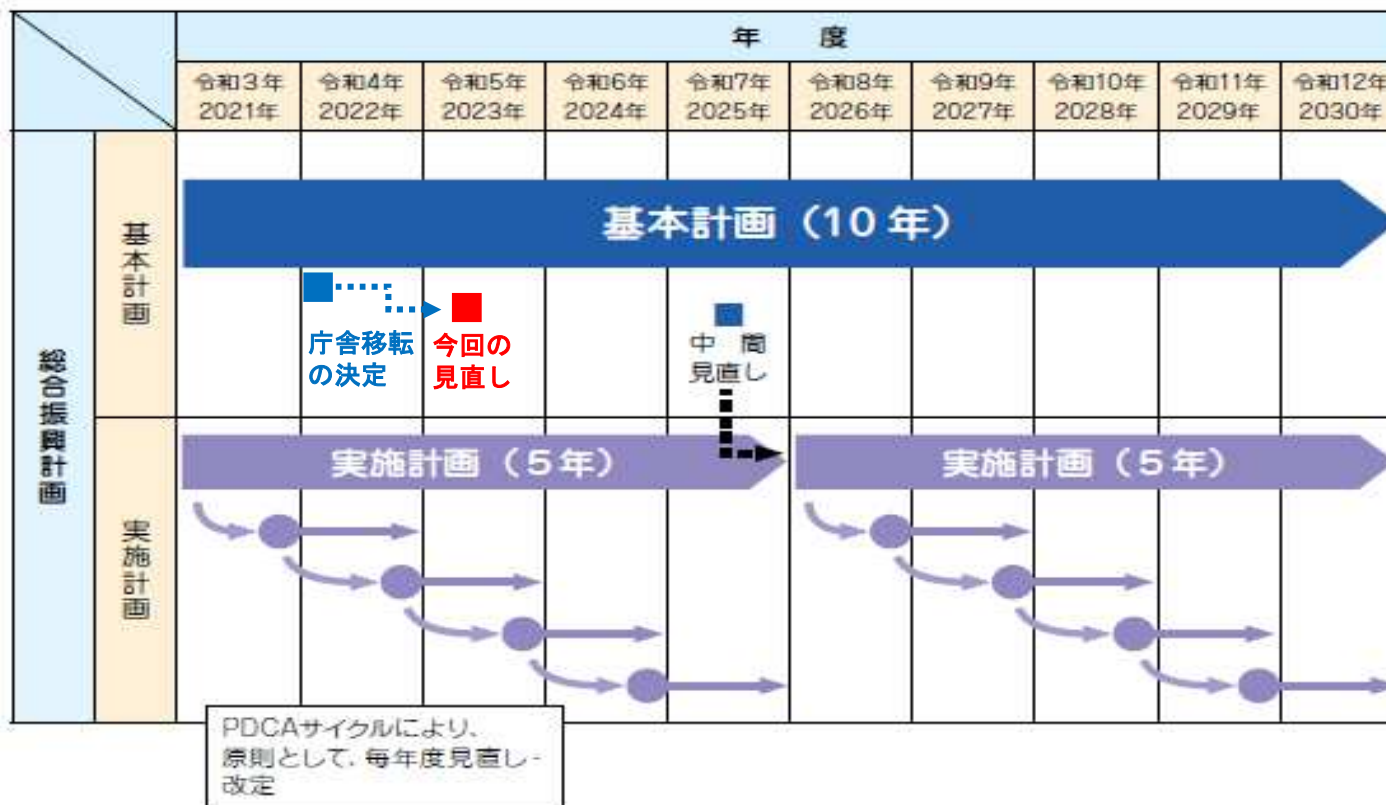 年 度
令和3年
2021年
令和4年
2022年
令和5年
2023年
令和6年
2024年
令和7年
2025年
令和8年
2026年
令和9年
2027年
令和10年
2028年
令和11年
2029年
令和12年
2030年
総合振興計画
基本計画
基本計画（10年）
庁舎移転
の決定
今回の
見直し
中 間
見直し
実施計画
実施計画（5年）
実施計画（5年）
PDCAサイクルにより、
原則として、毎年度見直し・
改定